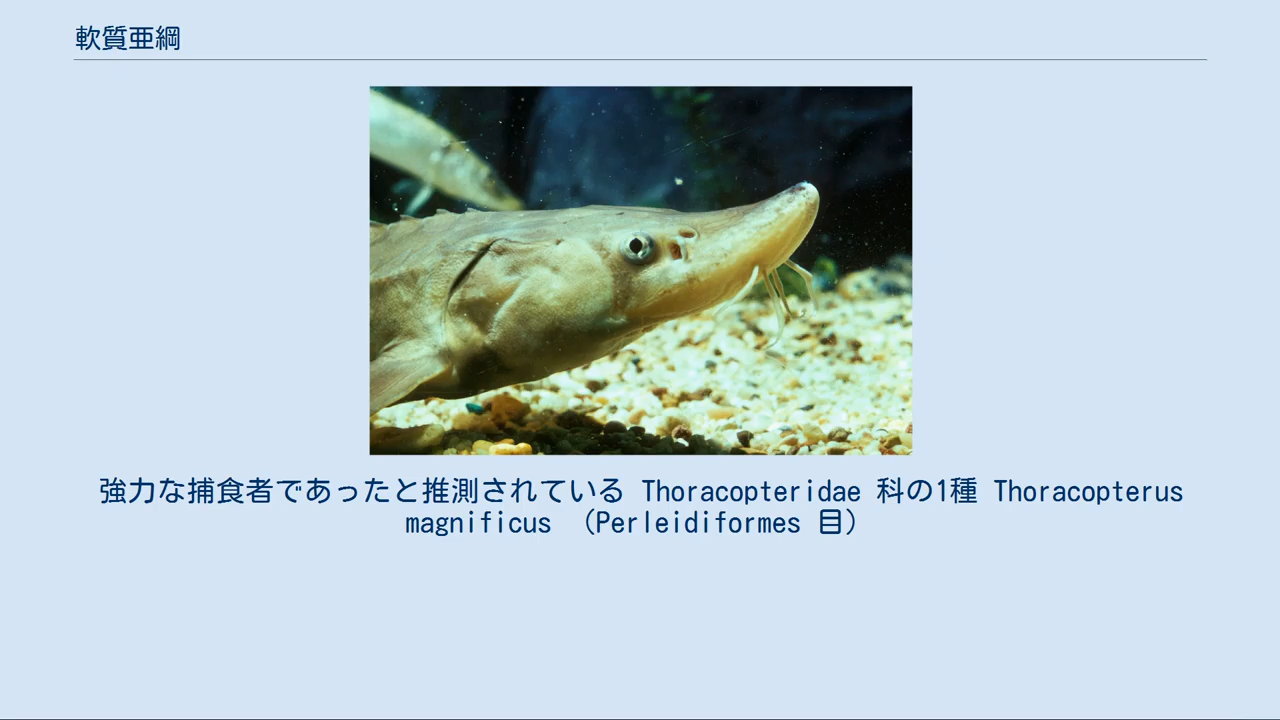 軟質亜綱
強力な捕食者であったと推測されている Thoracopteridae 科の1種 Thoracopterus
magnificus （Perleidiformes 目）